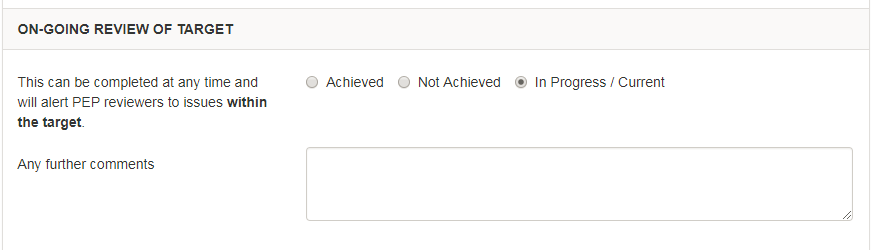 ON-GOING REVIEW OF TARGET
This can be completed at any time and
will alert PEP reviewers to issues within
the target.
Achieved Not Achieved In Progress / Current
Any further comments